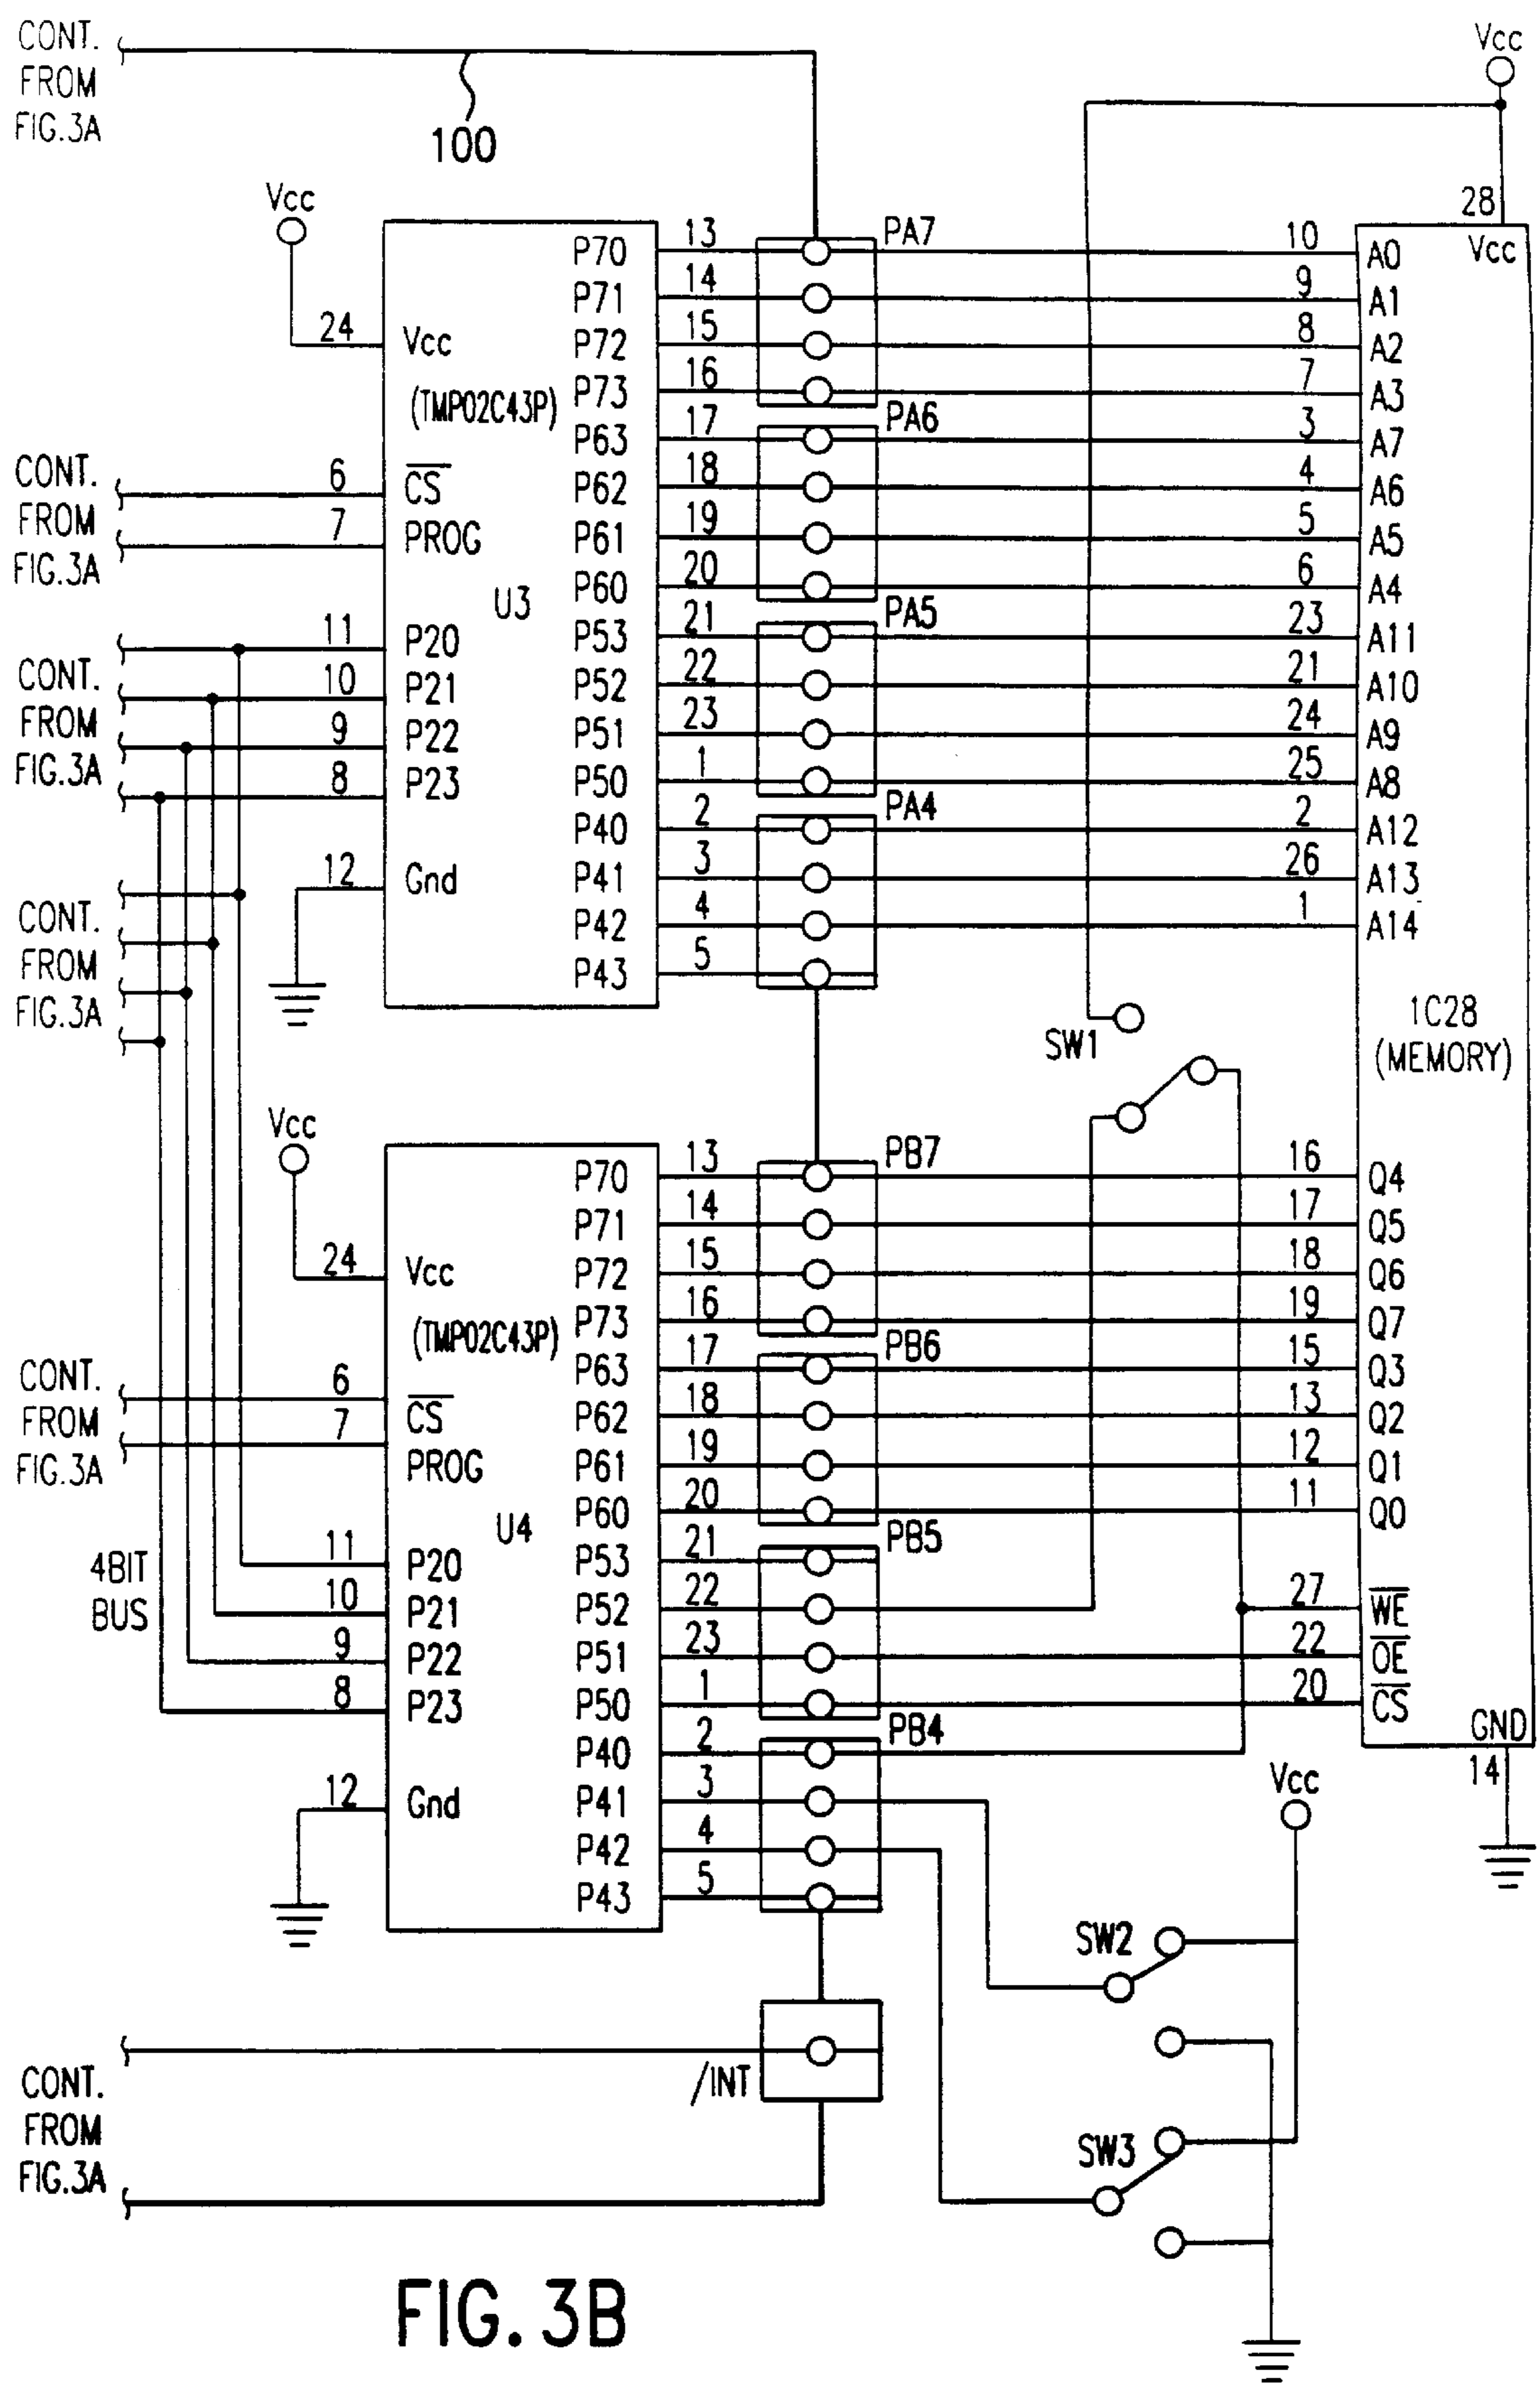 CONT.
FROM
FIG.3A
100
Vcc
28
Vcc
Vcc
24
Vcc
(TMP02C43P)
CONT.
FROM
FIG.3A
6
CS
7
PROG
U3
CONT.
FROM
FIG.3A
11
P20
10
P21
9
P22
8
P23
12
Gnd
CONT.
FROM
FIG.3A
P70 13 PA7 10 A0
P71 14 9 A1
P72 15 8 A2
P73 16 7 A3
PA6
P63 17 3 A7
P62 18 4 A6
P61 19 5 A5
P60 20 6 A4
PA5
P53 21 23 A11
P52 22 21 A10
P51 23 24 A9
P50 1 25 A8
PA4
P40 2 2 A12
P41 3 26 A13
P42 4 1 A14
P43 5
SW1
1C28
(MEMORY)
Vcc
24
Vcc
(TMP02C43P)
CONT.
FROM
FIG.3A
6
CS
7
PROG
U4
4BIT
BUS
11
P20
10
P21
9
P22
8
P23
12
Gnd
P70 13 PB7 16 Q4
P71 14 17 Q5
P72 15 18 Q6
P73 16 19 Q7
PB6
P63 17 15 Q3
P62 18 13 Q2
P61 19 12 Q1
P60 20 11 Q0
PB5
P53 21
P52 22 27 WE
P51 23 22 OE
P50 1 20 CS
PB4
GND
14
P40 2
P41 3
P42 4
P43 5
Vcc
SW2
/INT
CONT.
FROM
FIG.3A
SW3
FIG. 3B